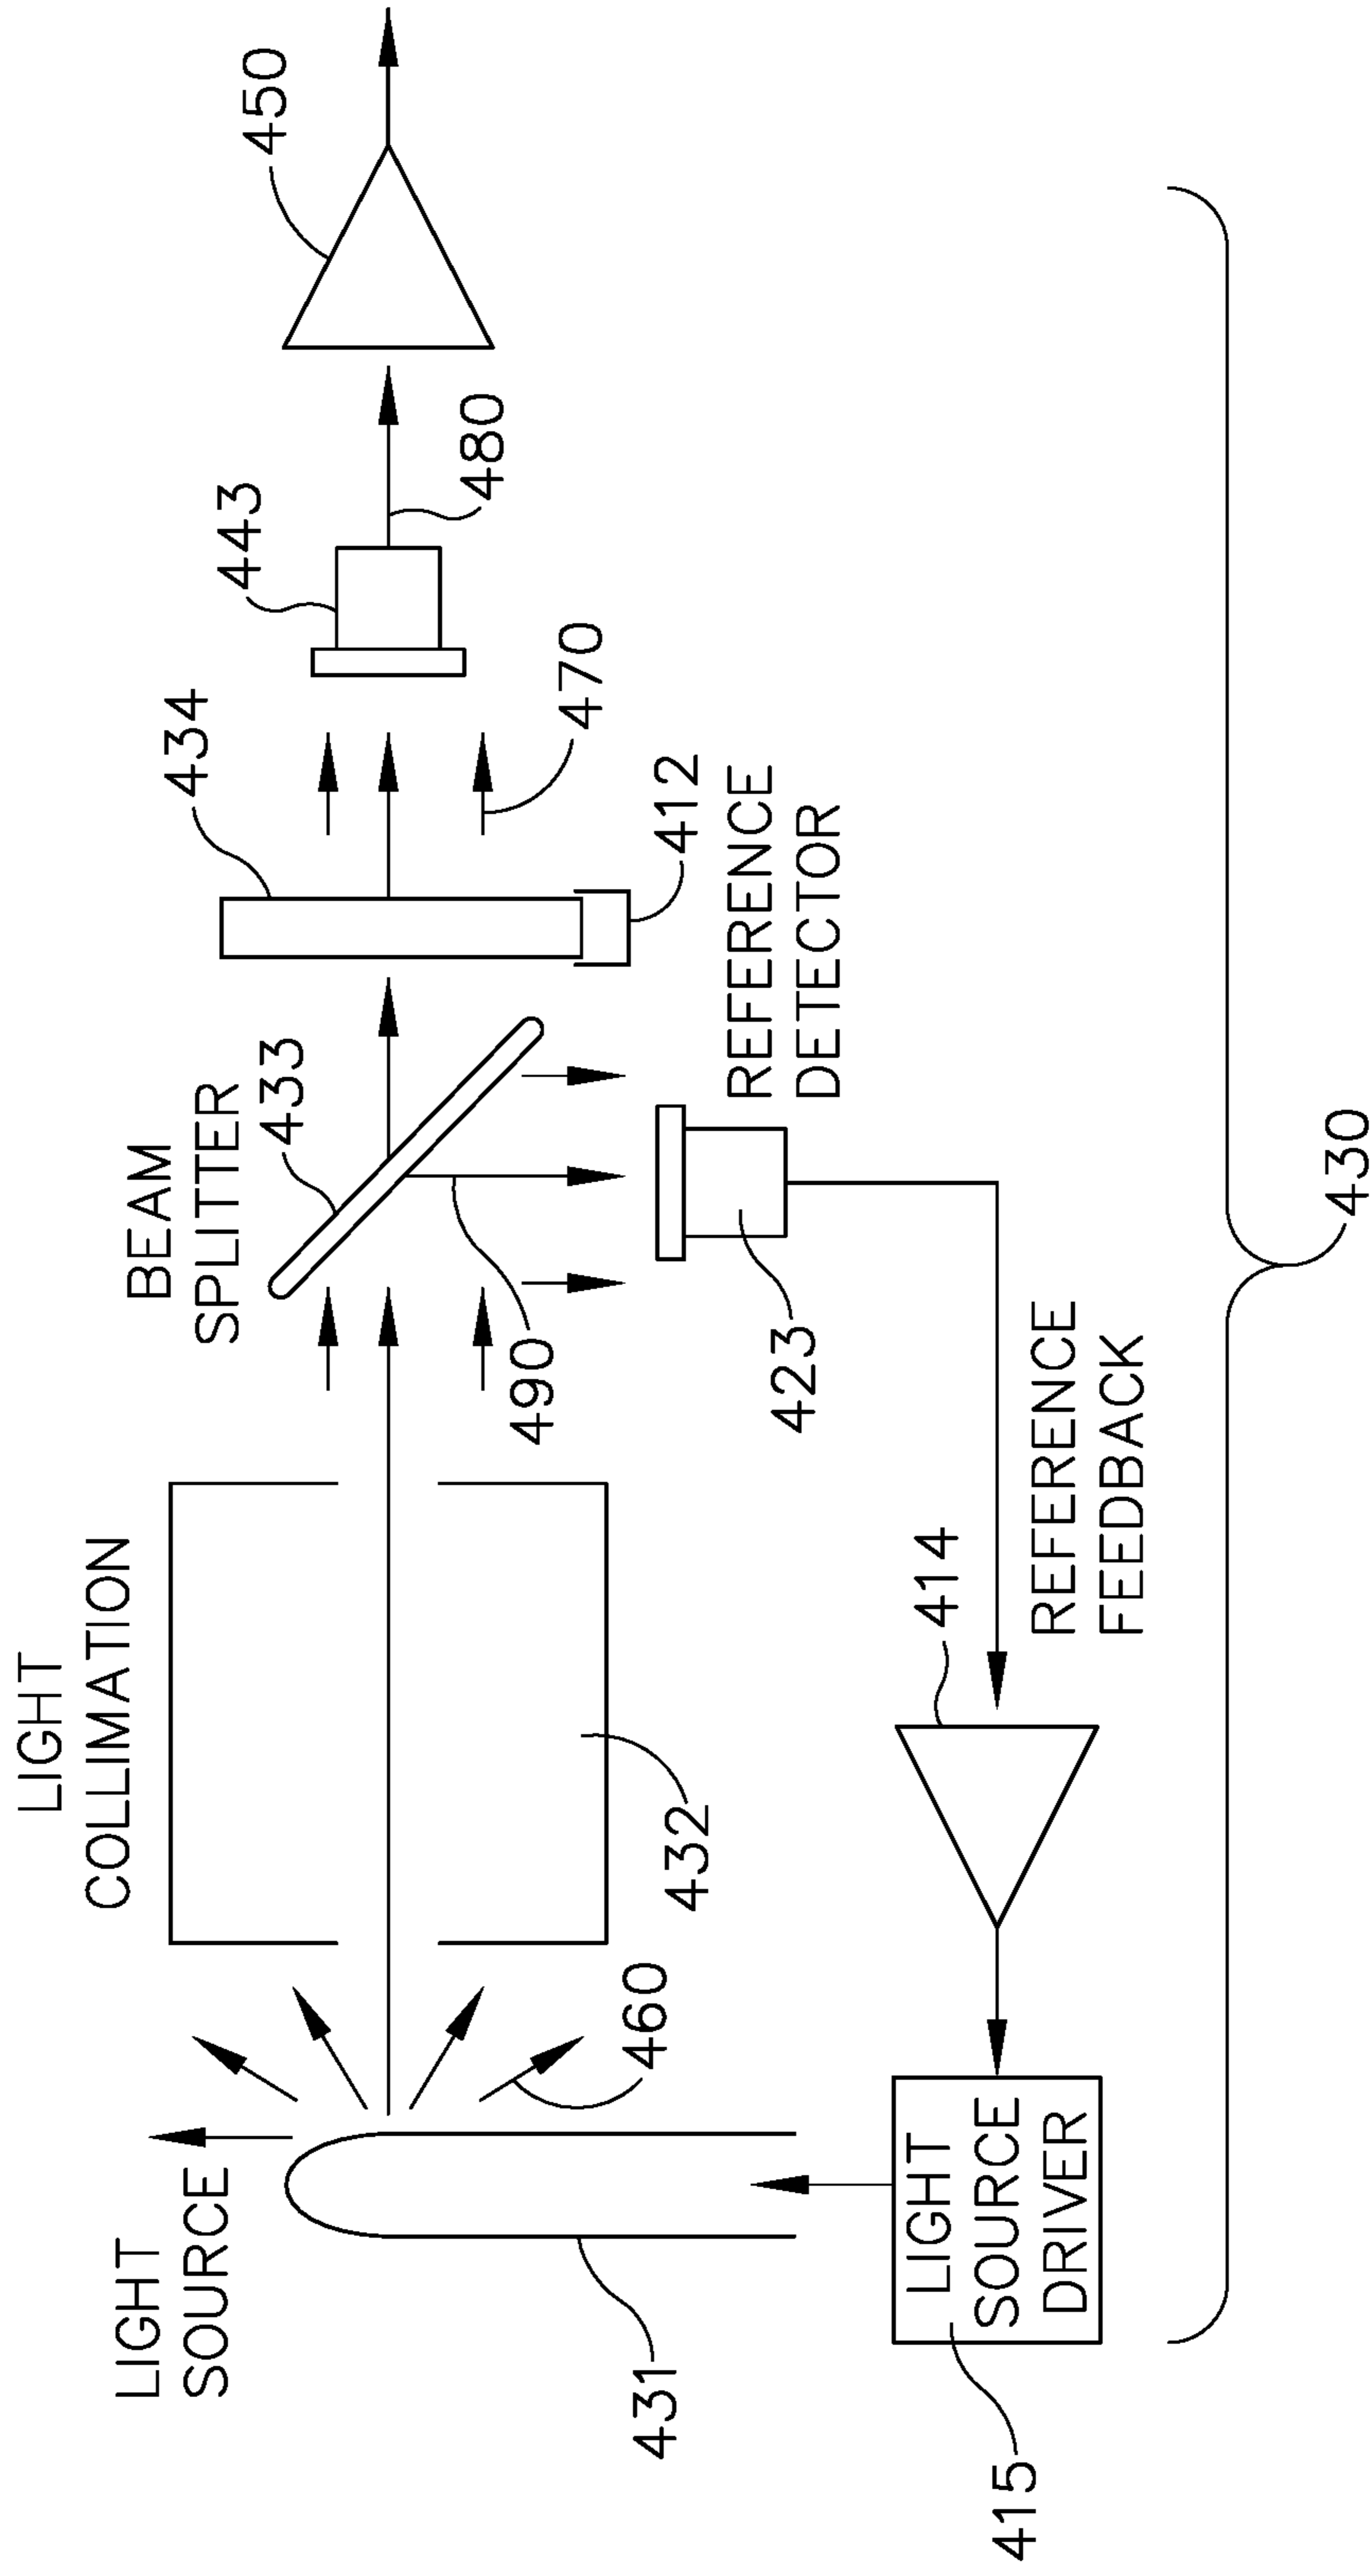 LIGHT
COLLIMATION
BEAM
SPLITTER
433
434
443
450
LIGHT
SOURCE
460
432
490
470
480
412
REFERENCE
DETECTOR
423
431
414
REFERENCE
FEEDBACK
LIGHT
SOURCE
DRIVER
415
430